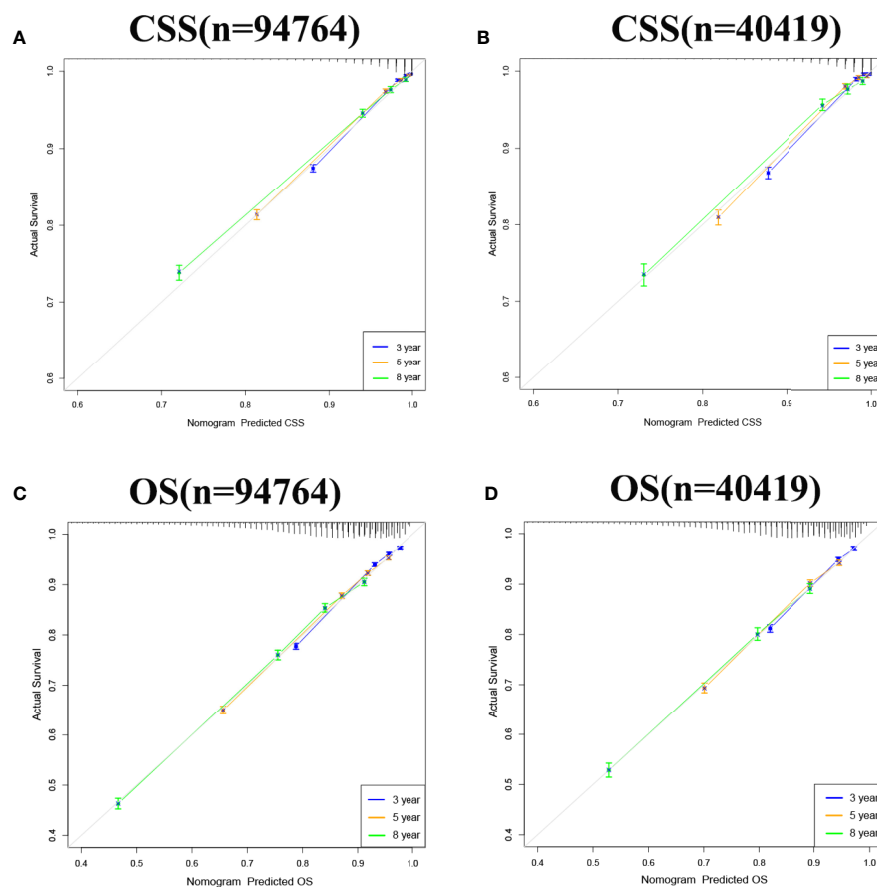 A
CSS(n=94764)
1.0
0.9
0.8
0.7
0.6
Actual Survival
3 year
5 year
8 year
0.6
0.7
0.8
0.9
1.0
Nomogram Predicted CSS
B
CSS(n=40419)
1.0
0.9
0.8
0.7
0.6
Actual Survival
3 year
5 year
8 year
0.6
0.7
0.8
0.9
1.0
Nomogram Predicted CSS
C
OS(n=94764)
1.0
0.9
0.8
0.7
0.6
0.5
0.4
Actual Survival
3 year
5 year
8 year
0.4
0.5
0.6
0.7
0.8
0.9
1.0
Nomogram Predicted OS
D
OS(n=40419)
1.0
0.9
0.8
0.7
0.6
0.5
0.4
Actual Survival
3 year
5 year
8 year
0.4
0.5
0.6
0.7
0.8
0.9
1.0
Nomogram Predicted OS